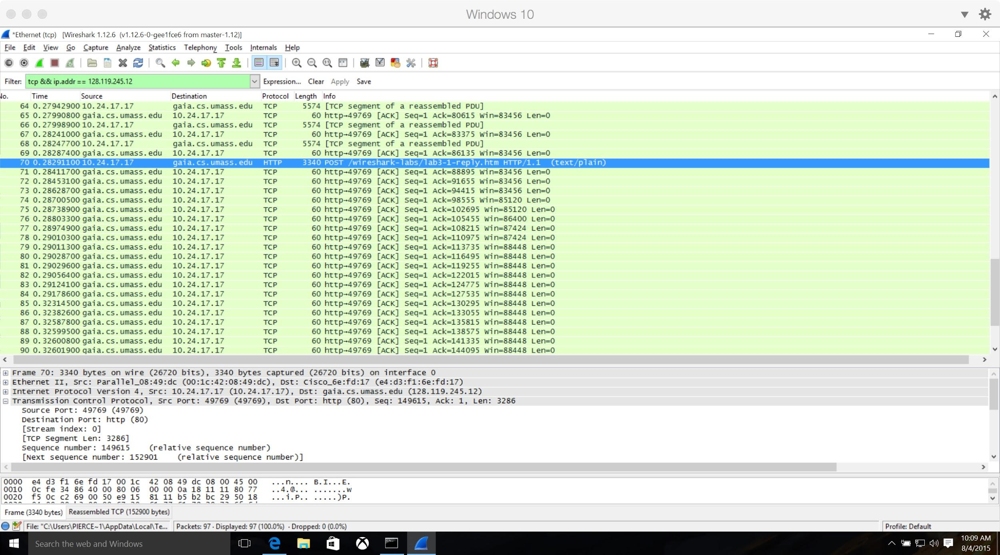 Windows 10
*Ethernet (tcp) [Wireshark 1.12.6 (v1.12.6-0-gee1fce6 from master-1.12)]
File Edit View Go Capture Analyze Statistics Telephony Tools Internals Help
Filter: tcp && ip.addr == 128.119.245.12 Expression... Clear Apply Save
No. Time Source Destination Protocol Length Info
64 0.27942900 10.24.17.17 gaia.cs.umass.edu TCP 5574 [TCP segment of a reassembled PDU]
65 0.27990800 gaia.cs.umass.edu 10.24.17.17 TCP 60 http→49769 [ACK] Seq=1 Ack=80615 Win=83456 Len=0
66 0.27998900 10.24.17.17 gaia.cs.umass.edu TCP 5574 [TCP segment of a reassembled PDU]
67 0.28241000 gaia.cs.umass.edu 10.24.17.17 TCP 60 http→49769 [ACK] Seq=1 Ack=83375 Win=83456 Len=0
68 0.28247700 10.24.17.17 gaia.cs.umass.edu TCP 5574 [TCP segment of a reassembled PDU]
69 0.28287400 gaia.cs.umass.edu 10.24.17.17 TCP 60 http→49769 [ACK] Seq=1 Ack=86135 Win=83456 Len=0
70 0.28291100 10.24.17.17 gaia.cs.umass.edu HTTP 3340 POST /wireshark-labs/lab3-1-reply.htm HTTP/1.1 (text/plain)
71 0.28411700 gaia.cs.umass.edu 10.24.17.17 TCP 60 http→49769 [ACK] Seq=1 Ack=88895 Win=83456 Len=0
72 0.28453100 gaia.cs.umass.edu 10.24.17.17 TCP 60 http→49769 [ACK] Seq=1 Ack=91655 Win=83456 Len=0
73 0.28628700 gaia.cs.umass.edu 10.24.17.17 TCP 60 http→49769 [ACK] Seq=1 Ack=94415 Win=83456 Len=0
74 0.28700500 gaia.cs.umass.edu 10.24.17.17 TCP 60 http→49769 [ACK] Seq=1 Ack=98555 Win=85120 Len=0
75 0.28738900 gaia.cs.umass.edu 10.24.17.17 TCP 60 http→49769 [ACK] Seq=1 Ack=102695 Win=85120 Len=0
76 0.28803300 gaia.cs.umass.edu 10.24.17.17 TCP 60 http→49769 [ACK] Seq=1 Ack=105455 Win=86400 Len=0
77 0.28974900 gaia.cs.umass.edu 10.24.17.17 TCP 60 http→49769 [ACK] Seq=1 Ack=108215 Win=87424 Len=0
78 0.29010300 gaia.cs.umass.edu 10.24.17.17 TCP 60 http→49769 [ACK] Seq=1 Ack=110975 Win=87424 Len=0
79 0.29011300 gaia.cs.umass.edu 10.24.17.17 TCP 60 http→49769 [ACK] Seq=1 Ack=113735 Win=88448 Len=0
80 0.29028700 gaia.cs.umass.edu 10.24.17.17 TCP 60 http→49769 [ACK] Seq=1 Ack=116495 Win=88448 Len=0
81 0.29029600 gaia.cs.umass.edu 10.24.17.17 TCP 60 http→49769 [ACK] Seq=1 Ack=119255 Win=88448 Len=0
82 0.29056400 gaia.cs.umass.edu 10.24.17.17 TCP 60 http→49769 [ACK] Seq=1 Ack=122015 Win=88448 Len=0
83 0.29124100 gaia.cs.umass.edu 10.24.17.17 TCP 60 http→49769 [ACK] Seq=1 Ack=124775 Win=88448 Len=0
84 0.29178600 gaia.cs.umass.edu 10.24.17.17 TCP 60 http→49769 [ACK] Seq=1 Ack=127535 Win=88448 Len=0
85 0.32314500 gaia.cs.umass.edu 10.24.17.17 TCP 60 http→49769 [ACK] Seq=1 Ack=130295 Win=88448 Len=0
86 0.32382600 gaia.cs.umass.edu 10.24.17.17 TCP 60 http→49769 [ACK] Seq=1 Ack=133055 Win=88448 Len=0
87 0.32587800 gaia.cs.umass.edu 10.24.17.17 TCP 60 http→49769 [ACK] Seq=1 Ack=135815 Win=88448 Len=0
88 0.32599500 gaia.cs.umass.edu 10.24.17.17 TCP 60 http→49769 [ACK] Seq=1 Ack=138575 Win=88448 Len=0
89 0.32600800 gaia.cs.umass.edu 10.24.17.17 TCP 60 http→49769 [ACK] Seq=1 Ack=141335 Win=88448 Len=0
90 0.32601900 gaia.cs.umass.edu 10.24.17.17 TCP 60 http→49769 [ACK] Seq=1 Ack=144095 Win=88448 Len=0
Frame 70: 3340 bytes on wire (26720 bits), 3340 bytes captured (26720 bits) on interface 0
Ethernet II, Src: Parallel_08:49:dc (00:1c:42:08:49:dc), Dst: Cisco_6e:fd:17 (e4:d3:f1:6e:fd:17)
Internet Protocol Version 4, Src: 10.24.17.17 (10.24.17.17), Dst: gaia.cs.umass.edu (128.119.245.12)
Transmission Control Protocol, Src Port: 49769 (49769), Dst Port: http (80), Seq: 149615, Ack: 1, Len: 3286
Source Port: 49769 (49769)
Destination Port: http (80)
[Stream index: 0]
[TCP Segment Len: 3286]
Sequence number: 149615 (relative sequence number)
[Next sequence number: 152901 (relative sequence number)]
0000 e4 d3 f1 6e fd 17 00 1c 42 08 49 dc 08 00 45 00 ...n.... B.I...E.
0010 0c fe 34 86 40 00 80 06 00 00 0a 18 11 11 80 77 ..4.@... .......w
0020 f5 0c c2 69 00 50 e9 15 81 11 b5 b2 bc 29 50 18 ...i.P.. .....)P.
Frame (3340 bytes) Reassembled TCP (152900 bytes)
File: "C:\Users\PIERCE~1\AppData\Local\Te... Packets: 97 · Displayed: 97 (100.0%) · Dropped: 0 (0.0%) Profile: Default
Search the web and Windows
10:09 AM
8/4/2015